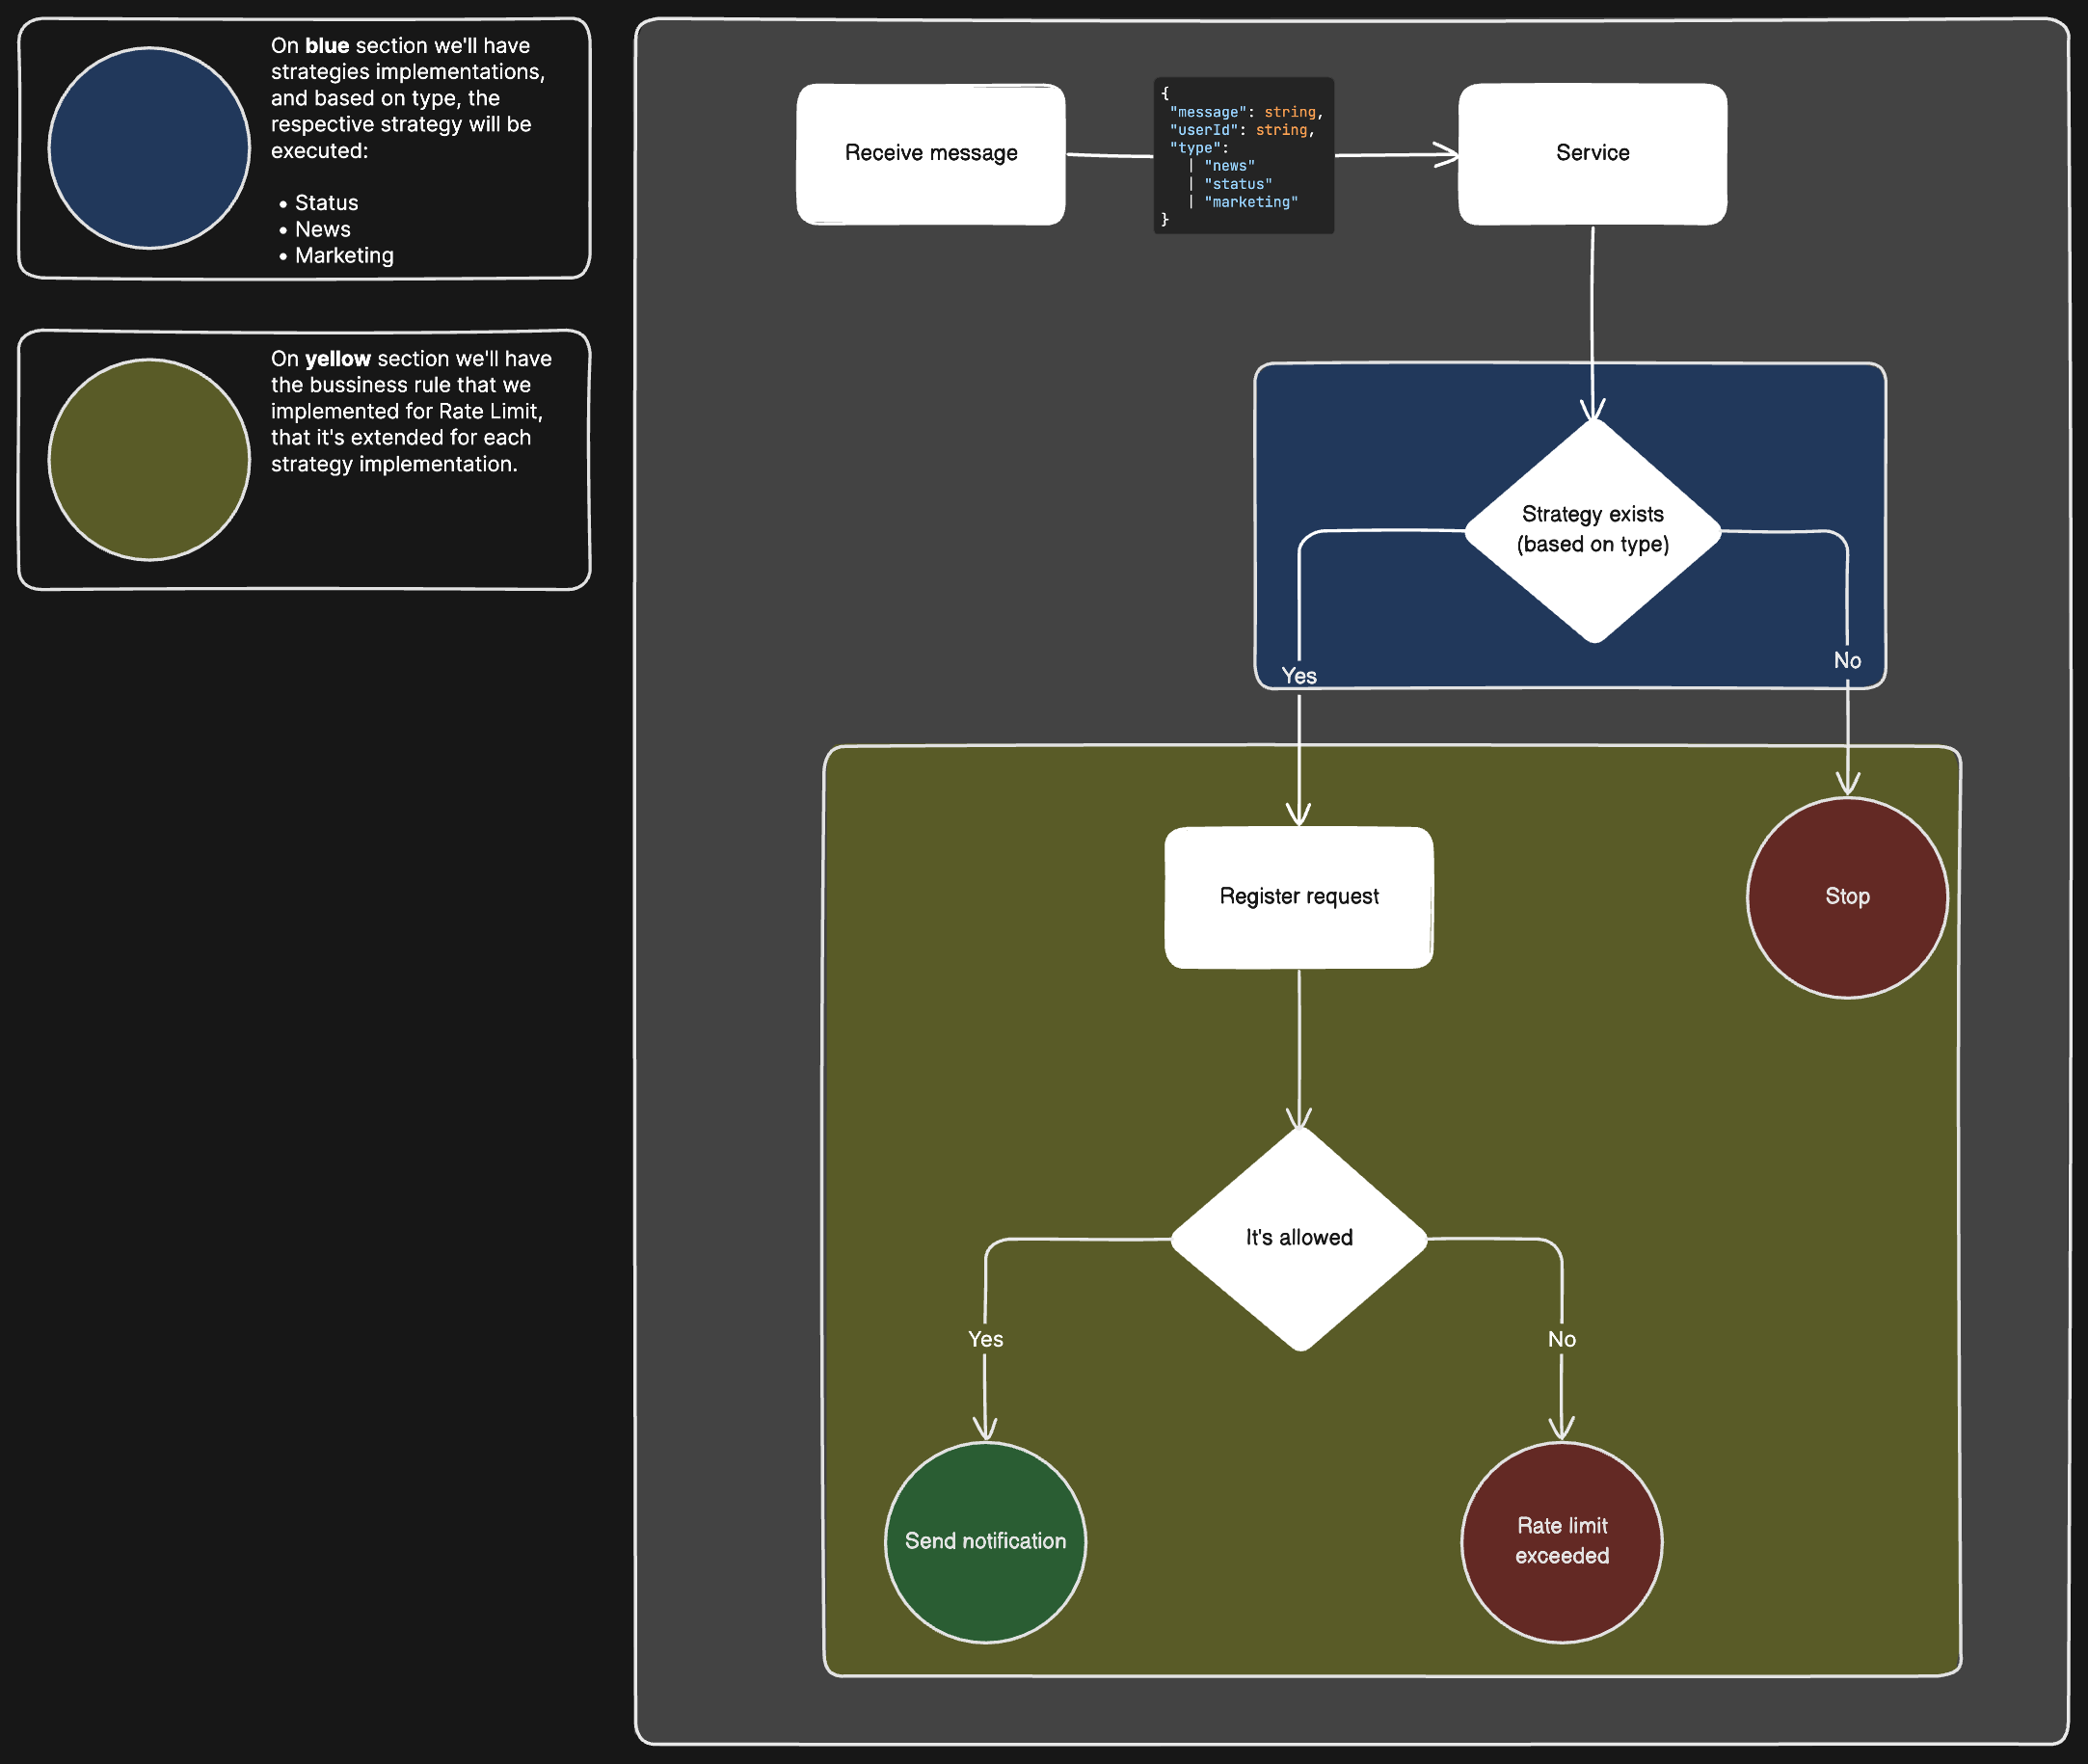 On blue section we'll have
strategies implementations,
and based on type, the
respective strategy will be
executed:
• Status
• News
• Marketing
On yellow section we'll have
the bussiness rule that we
implemented for Rate Limit,
that it's extended for each
strategy implementation.
Receive message
{
"message": string,
"userId": string,
"type":
| "news"
| "status"
| "marketing"
}
Service
Strategy exists
(based on type)
Yes
No
Register request
Stop
It's allowed
Yes
No
Send notification
Rate limit
exceeded